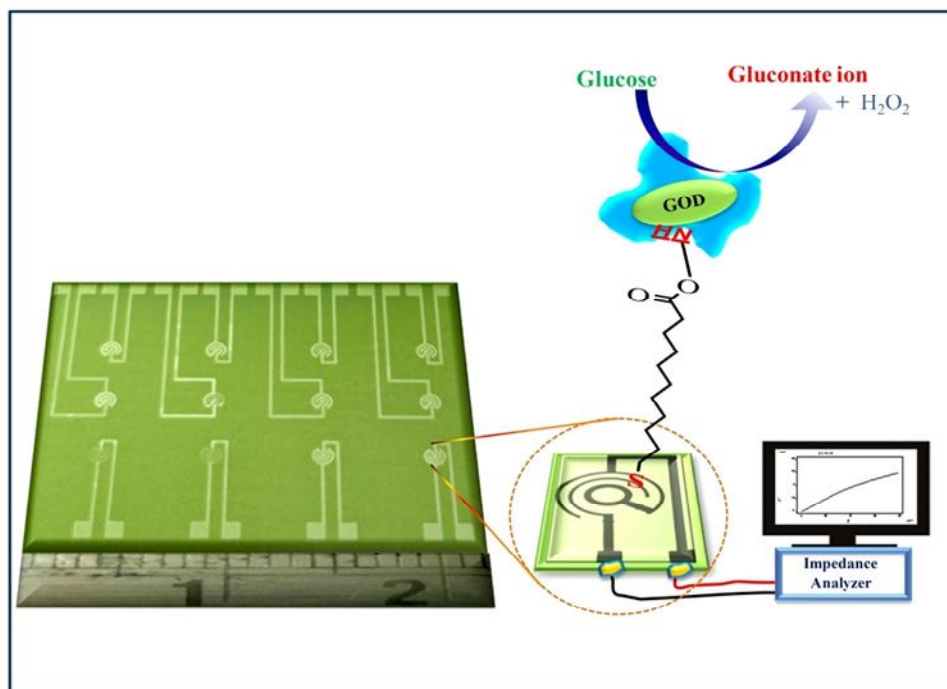 Glucose
Gluconate ion
+ H₂O₂
GOD
HN
O
O
S
1
2
Impedance
Analyzer